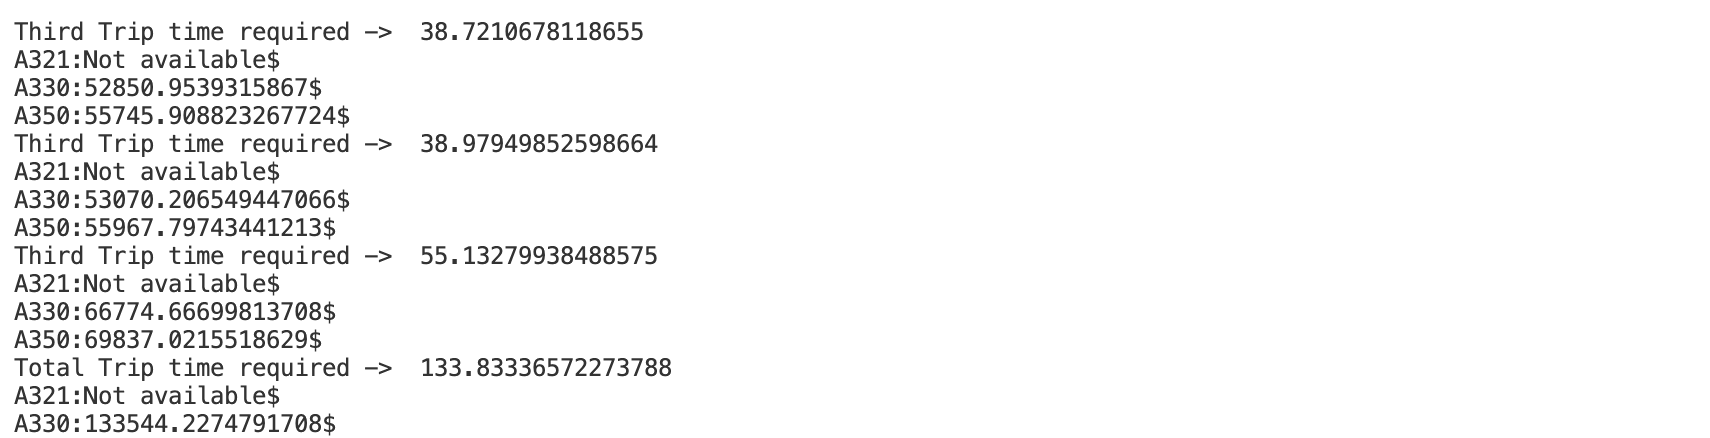 Third Trip time required —>  38.7210678118655
A321:Not available$
A330:52850.9539315867$
A350:55745.908823267724$
Third Trip time required —>  38.97949852598664
A321:Not available$
A330:53070.206549447066$
A350:55967.79743441213$
Third Trip time required —>  55.13279938488575
A321:Not available$
A330:66774.66699813708$
A350:69837.0215518629$
Total Trip time required —>  133.83336572273788
A321:Not available$
A330:133544.2274791708$